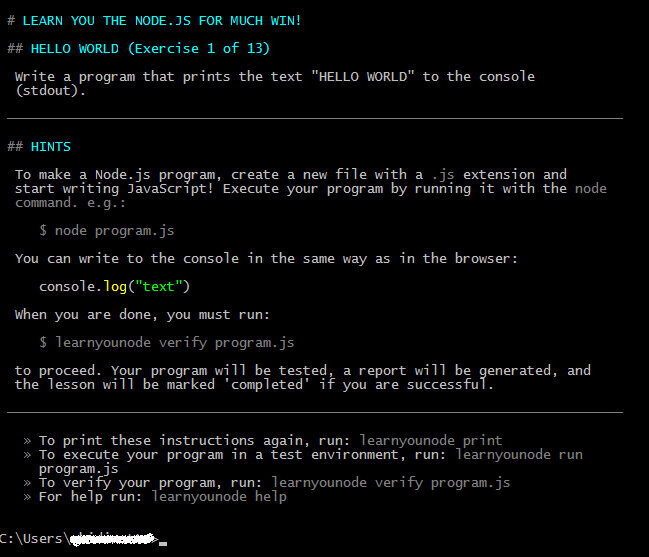 # LEARN YOU THE NODE.JS FOR MUCH WIN!
## HELLO WORLD (Exercise 1 of 13)
Write a program that prints the text "HELLO WORLD" to the console
(stdout).
## HINTS
To make a Node.js program, create a new file with a .js extension and
start writing JavaScript! Execute your program by running it with the node
command. e.g.:
$ node program.js
You can write to the console in the same way as in the browser:
console.log("text")
When you are done, you must run:
$ learnyounode verify program.js
to proceed. Your program will be tested, a report will be generated, and
the lesson will be marked 'completed' if you are successful.
» To print these instructions again, run: learnyounode print
» To execute your program in a test environment, run: learnyounode run
program.js
» To verify your program, run: learnyounode verify program.js
» For help run: learnyounode help
C:\Users\